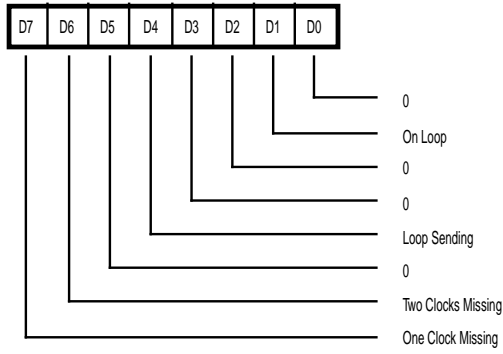 D7 D6 D5 D4 D3 D2 D1 D0
0
On Loop
0
0
Loop Sending
0
Two Clocks Missing
One Clock Missing